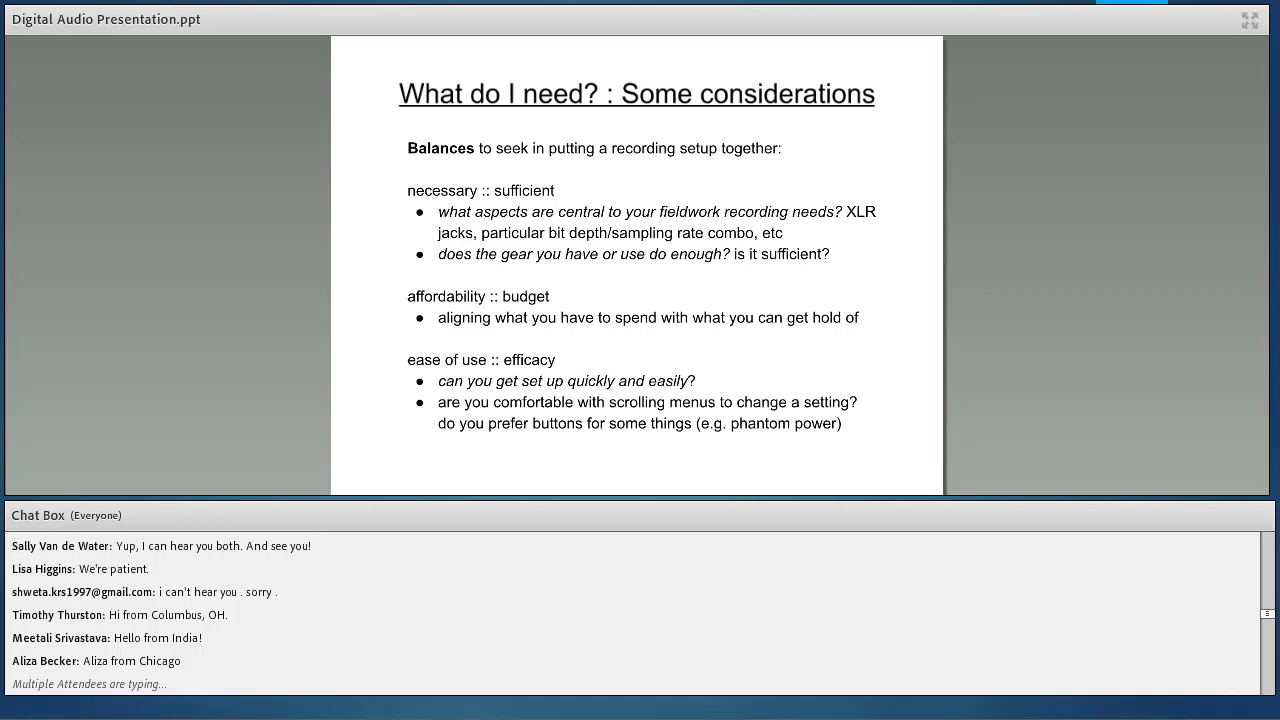 Digital Audio Presentation.ppt
What do I need? : Some considerations
Balances to seek in putting a recording setup together:
necessary :: sufficient
● what aspects are central to your fieldwork recording needs? XLR
jacks, particular bit depth/sampling rate combo, etc
● does the gear you have or use do enough? is it sufficient?
affordability :: budget
● aligning what you have to spend with what you can get hold of
ease of use :: efficacy
● can you get set up quickly and easily?
● are you comfortable with scrolling menus to change a setting?
do you prefer buttons for some things (e.g. phantom power)
Chat Box (Everyone)
Sally Van de Water: Yup, I can hear you both. And see you!
Lisa Higgins: We're patient.
shweta.krs1997@gmail.com: i can't hear you . sorry .
Timothy Thurston: Hi from Columbus, OH.
Meetali Srivastava: Hello from India!
Aliza Becker: Aliza from Chicago
Multiple Attendees are typing...